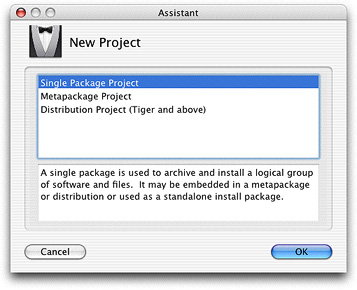 Assistant
New Project
Single Package Project
Metapackage Project
Distribution Project (Tiger and above)
A single package is used to archive and install a logical group
of software and files. It may be embedded in a metapackage
or distribution or used as a standalone install package.
Cancel
OK